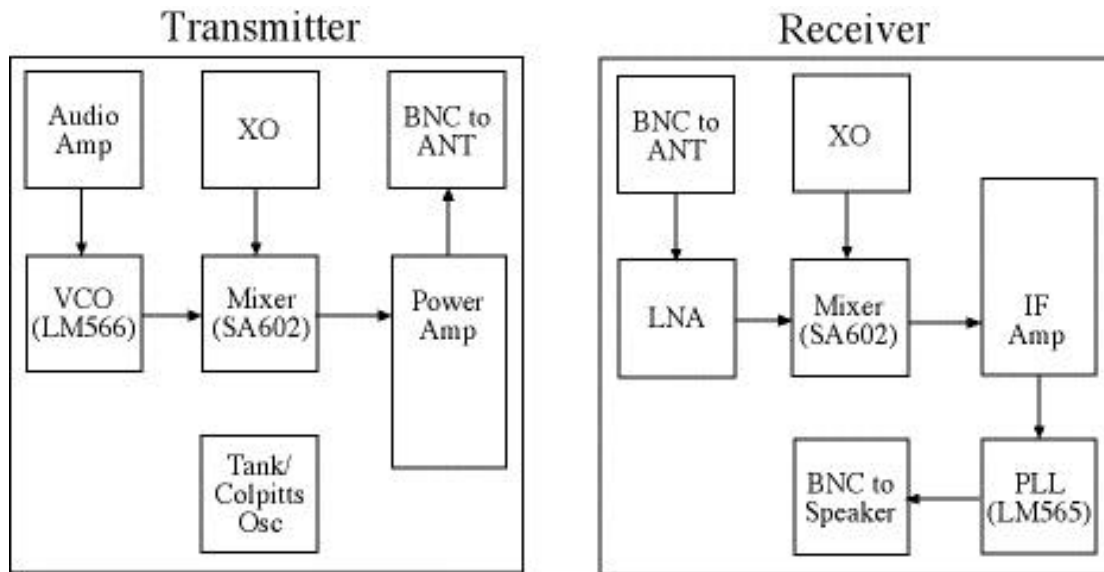 Transmitter
Audio
Amp
XO
BNC to
ANT
VCO
(LM566)
Mixer
(SA602)
Power
Amp
Tank/
Colpitts
Osc
Receiver
BNC to
ANT
XO
LNA
Mixer
(SA602)
IF
Amp
BNC to
Speaker
PLL
(LM565)